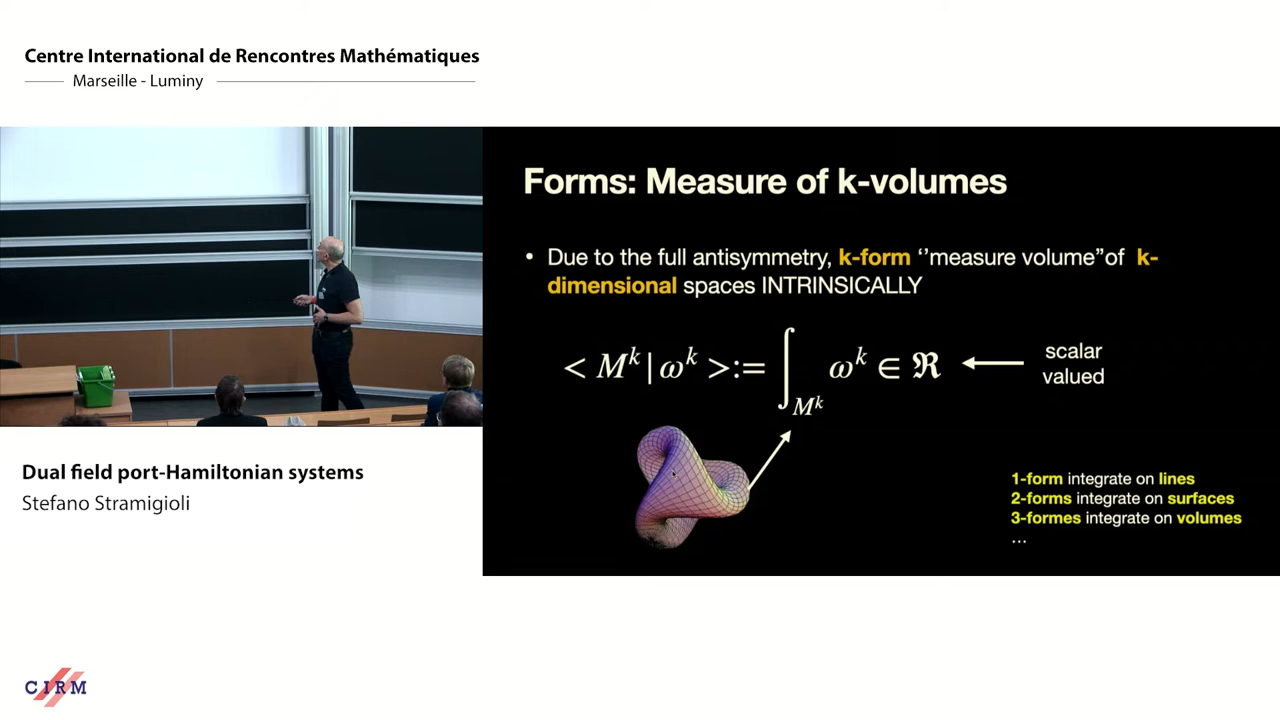 Centre International de Rencontres Mathématiques
Marseille - Luminy
Forms: Measure of k-volumes
• Due to the full antisymmetry, k-form ‘’measure volume”of k-
dimensional spaces INTRINSICALLY
< M^k | ω^k >:= ∫_{M^k} ω^k ∈ ℜ
scalar
valued
1-form integrate on lines
2-forms integrate on surfaces
3-formes integrate on volumes
...
Dual field port-Hamiltonian systems
Stefano Stramigioli
CIRM